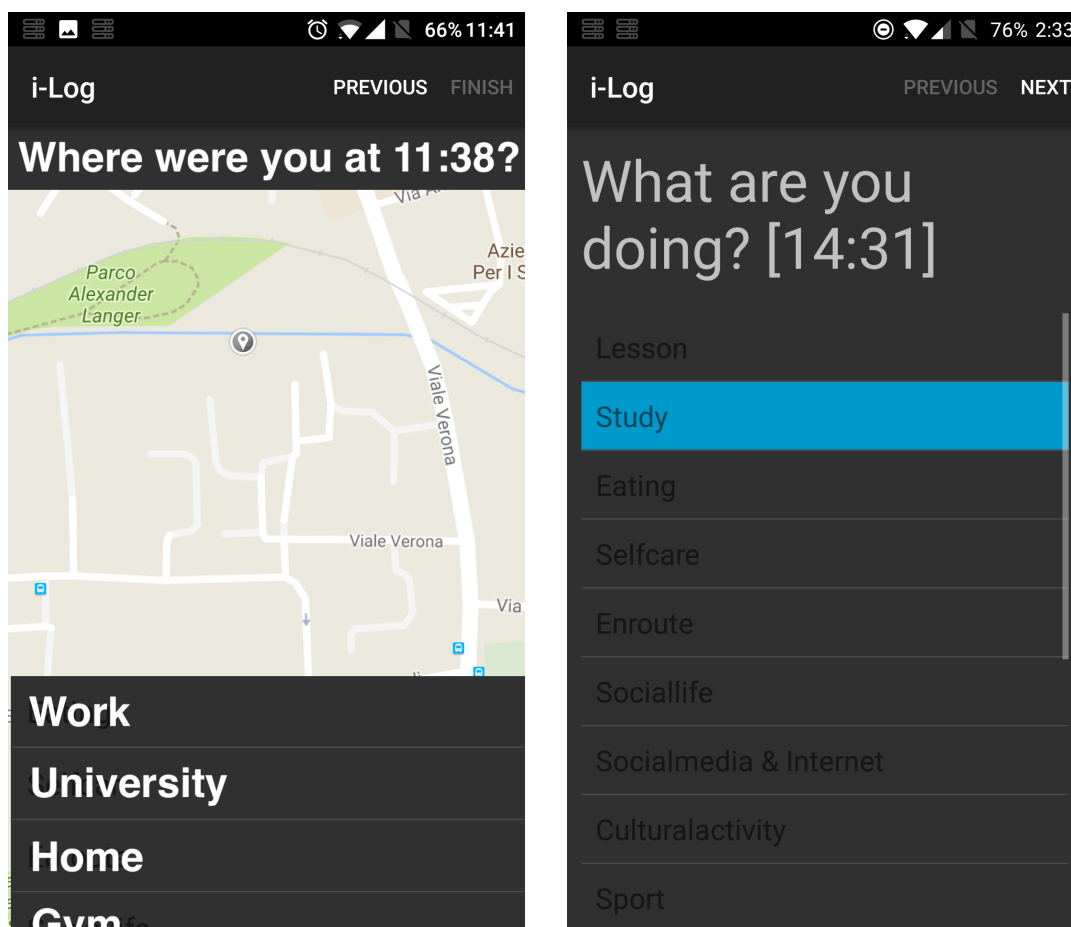 66% 11:41
i-Log
PREVIOUS FINISH
Where were you at 11:38?
Via
Azie
Per I S
Parco
Alexander
Langer
Viale Verona
Viale Verona
Via
Work
University
Home
Gym
76% 2:33
i-Log
PREVIOUS NEXT
What are you
doing? [14:31]
Lesson
Study
Eating
Selfcare
Enroute
Sociallife
Socialmedia & Internet
Culturalactivity
Sport